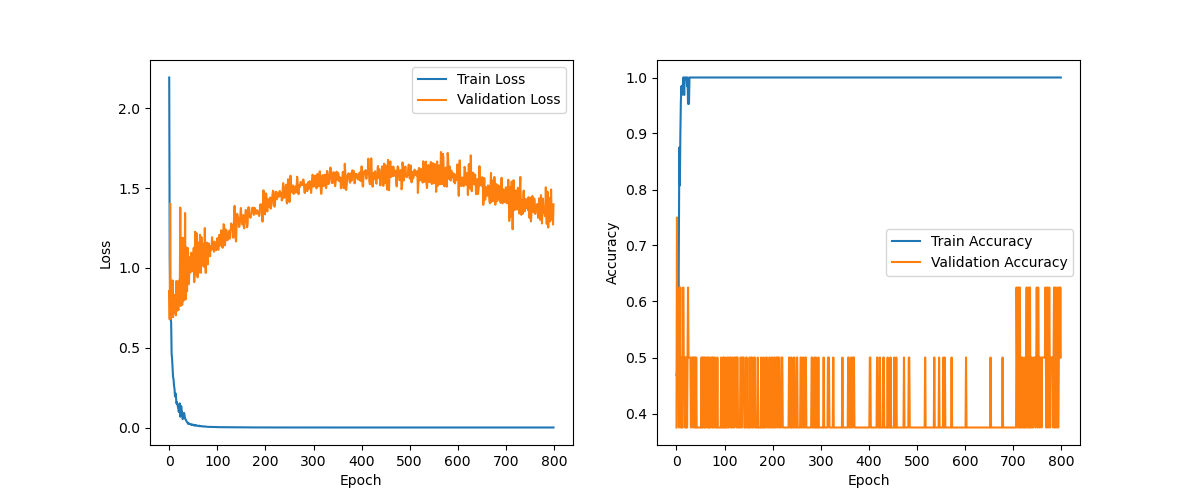 Train Loss
Validation Loss
2.0
1.5
1.0
0.5
0.0
Loss
0 100 200 300 400 500 600 700 800
Epoch
1.0
0.9
0.8
0.7
0.6
0.5
0.4
Accuracy
Train Accuracy
Validation Accuracy
0 100 200 300 400 500 600 700 800
Epoch